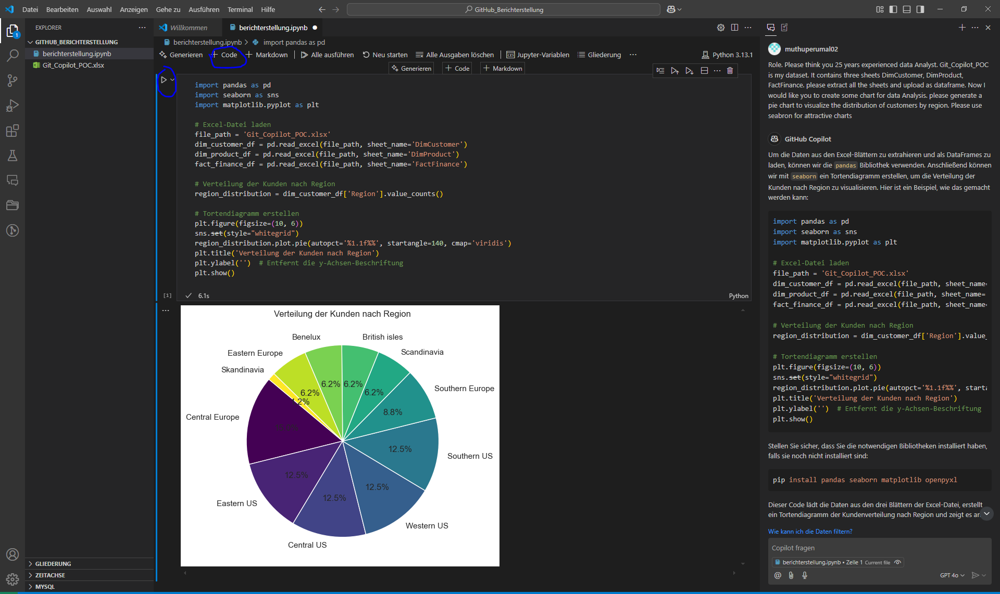 Datei Bearbeiten Auswahl Anzeigen Gehe zu Ausführen Terminal Hilfe
GitHub_Berichterstellung
EXPLORER
GITHUB_BERICHTERSTELLUNG
berichterstellung.ipynb
Git_Copilot_POC.xlsx
GLIEDERUNG
ZEITACHSE
MYSQL
1
Willkommen
berichterstellung.ipynb
berichterstellung.ipynb > import pandas as pd
Generieren + Code + Markdown Alle ausführen Neu starten Alle Ausgaben löschen Jupyter-Variablen Gliederung ... Python 3.13.1
Generieren + Code + Markdown
import pandas as pd
import seaborn as sns
import matplotlib.pyplot as plt
# Excel-Datei laden
file_path = 'Git_Copilot_POC.xlsx'
dim_customer_df = pd.read_excel(file_path, sheet_name='DimCustomer')
dim_product_df = pd.read_excel(file_path, sheet_name='DimProduct')
fact_finance_df = pd.read_excel(file_path, sheet_name='FactFinance')
# Verteilung der Kunden nach Region
region_distribution = dim_customer_df['Region'].value_counts()
# Tortendiagramm erstellen
plt.figure(figsize=(10, 6))
sns.set(style="whitegrid")
region_distribution.plot.pie(autopct='%1.1f%%', startangle=140, cmap='viridis')
plt.title('Verteilung der Kunden nach Region')
plt.ylabel('')  # Entfernt die y-Achsen-Beschriftung
plt.show()
[1] 6.1s
Python
Verteilung der Kunden nach Region
Benelux
British isles
Eastern Europe
Scandinavia
Skandinavia
Southern Europe
Central Europe
Southern US
Eastern US
Western US
Central US
6.2%
6.2%
6.2%
6.2%
8.8%
15.0%
12.5%
12.5%
12.5%
12.5%
muthuperumal02
Role. Please think you 25 years experienced data Analyst. Git_Copilot_POC
is my dataset. It contains three sheets DimCustomer, DimProduct,
FactFinance. please extract all the sheets and upload as dataframe. Now I
would like you to create some chart for data Analysis. please generate a
pie chart to visualize the distribution of customers by region. Please use
seabron for attractive charts
GitHub Copilot
Um die Daten aus den Excel-Blättern zu extrahieren und als DataFrames zu
laden, können wir die pandas Bibliothek verwenden. Anschließend können
wir mit seaborn ein Tortendiagramm erstellen, um die Verteilung der
Kunden nach Region zu visualisieren. Hier ist ein Beispiel, wie das gemacht
werden kann:
import pandas as pd
import seaborn as sns
import matplotlib.pyplot as plt
# Excel-Datei laden
file_path = 'Git_Copilot_POC.xlsx'
dim_customer_df = pd.read_excel(file_path, sheet_name=
dim_product_df = pd.read_excel(file_path, sheet_name=
fact_finance_df = pd.read_excel(file_path, sheet_name=
# Verteilung der Kunden nach Region
region_distribution = dim_customer_df['Region'].value_
# Tortendiagramm erstellen
plt.figure(figsize=(10, 6))
sns.set(style="whitegrid")
region_distribution.plot.pie(autopct='%1.1f%%', starta
plt.title('Verteilung der Kunden nach Region')
plt.ylabel('')  # Entfernt die y-Achsen-Beschriftung
plt.show()
Stellen Sie sicher, dass Sie die notwendigen Bibliotheken installiert haben,
falls sie noch nicht installiert sind:
pip install pandas seaborn matplotlib openpyxl
Dieser Code lädt die Daten aus den drei Blättern der Excel-Datei, erstellt
ein Tortendiagramm der Kundenverteilung nach Region und zeigt es an.
Wie kann ich die Daten filtern?
Copilot fragen
berichterstellung.ipynb • Zelle 1 Current file
GPT 4o